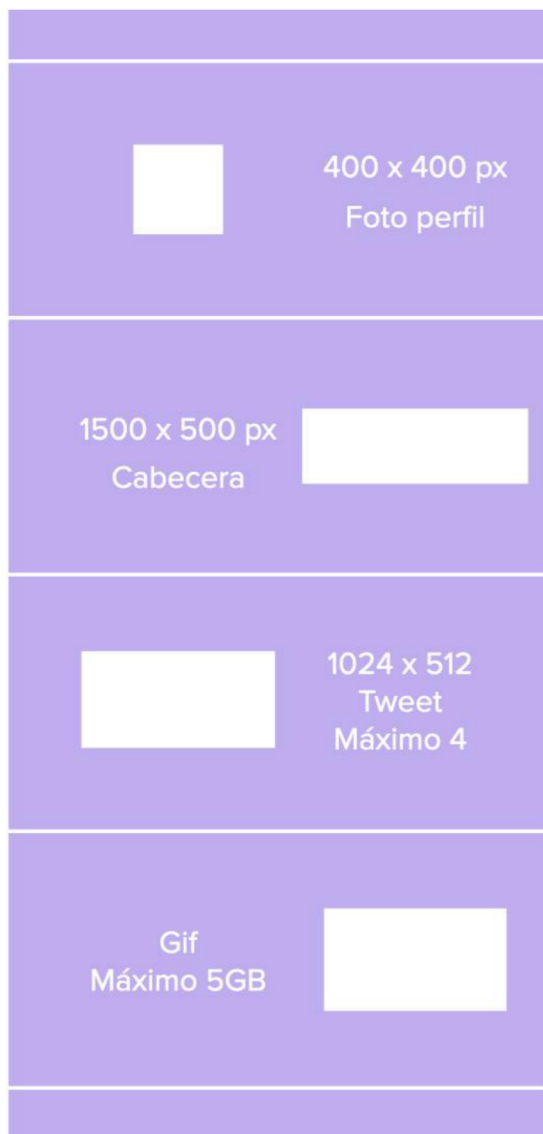 400 x 400 px
Foto perfil
1500 x 500 px
Cabecera
1024 x 512
Tweet
Máximo 4
Gif
Máximo 5GB